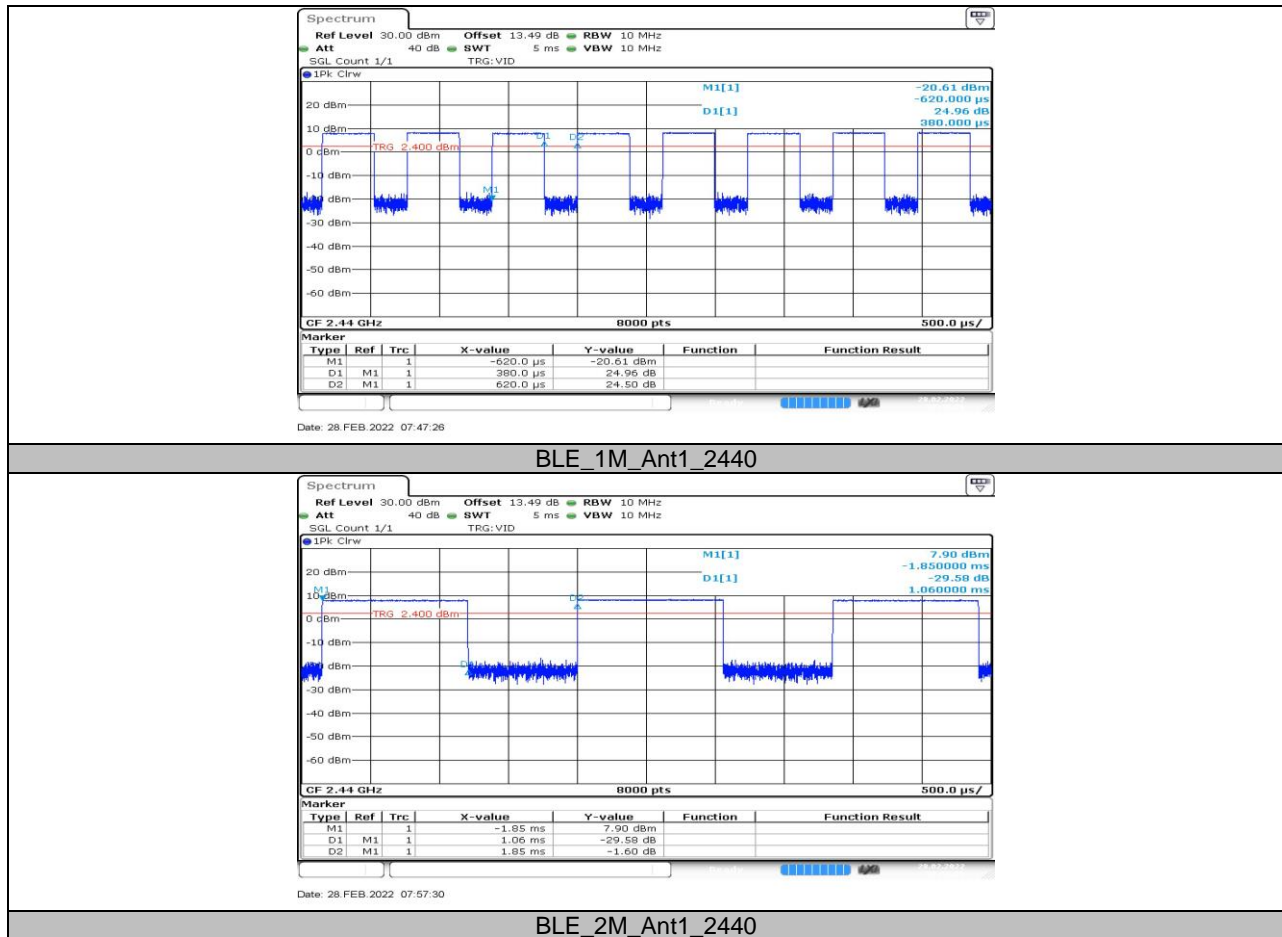 Spectrum
Ref Level 30.00 dBm Offset 13.49 dB RBW 10 MHz
Att 40 dB SWT 5 ms VBW 10 MHz
SGL Count 1/1 TRG:VID
1Pk Clrw
M1[1] -20.61 dBm
-620.000 µs
20 dBm
D1[1] 24.96 dB
380.000 µs
10 dBm
D1 D2
TRG 2.400 dBm
0 dBm
-10 dBm
M1
dBm
-30 dBm
-40 dBm
-50 dBm
-60 dBm
CF 2.44 GHz 8000 pts 500.0 µs/
Marker
Type Ref Trc X-value Y-value Function Function Result
M1 1 -620.0 µs -20.61 dBm
D1 M1 1 380.0 µs 24.96 dB
D2 M1 1 620.0 µs 24.50 dB
Date: 28.FEB.2022 07:47:26
BLE_1M_Ant1_2440
Spectrum
Ref Level 30.00 dBm Offset 13.49 dB RBW 10 MHz
Att 40 dB SWT 5 ms VBW 10 MHz
SGL Count 1/1 TRG:VID
1Pk Clrw
M1[1] 7.90 dBm
-1.850000 ms
20 dBm
D1[1] -29.58 dB
1.060000 ms
M1
10 dBm
D2
TRG 2.400 dBm
0 dBm
-10 dBm
dBm
-30 dBm
-40 dBm
-50 dBm
-60 dBm
CF 2.44 GHz 8000 pts 500.0 µs/
Marker
Type Ref Trc X-value Y-value Function Function Result
M1 1 -1.85 ms 7.90 dBm
D1 M1 1 1.06 ms -29.58 dB
D2 M1 1 1.85 ms -1.60 dB
Date: 28.FEB.2022 07:57:30
BLE_2M_Ant1_2440